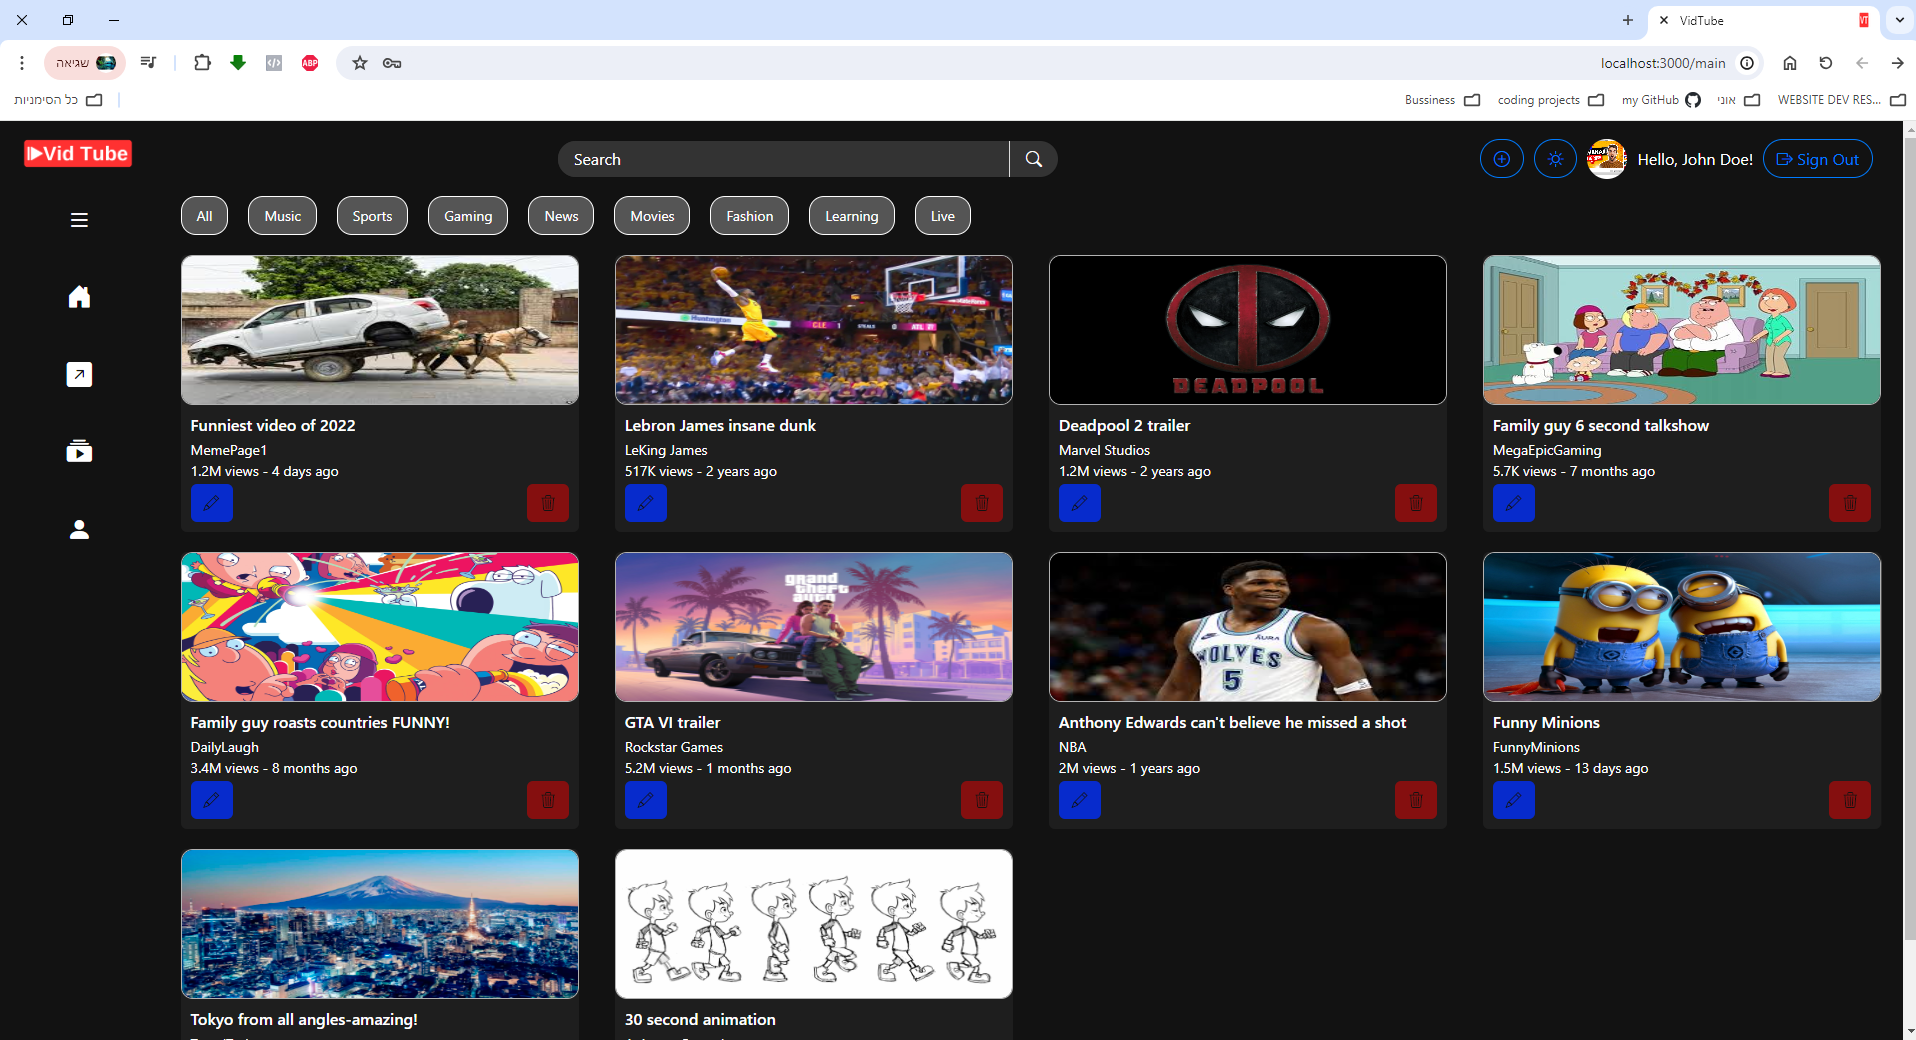 VidTube
שגיאה
ABP
localhost:3000/main
כל הסימניות
Bussiness
coding projects
my GitHub
אוני
WEBSITE DEV RES...
Vid Tube
Search
Hello, John Doe!
Sign Out
All
Music
Sports
Gaming
News
Movies
Fashion
Learning
Live
DEADPOOL
Funniest video of 2022
MemePage1
1.2M views - 4 days ago
Lebron James insane dunk
LeKing James
517K views - 2 years ago
Deadpool 2 trailer
Marvel Studios
1.2M views - 2 years ago
Family guy 6 second talkshow
MegaEpicGaming
5.7K views - 7 months ago
grand
theft
auto
WOLVES
5
Family guy roasts countries FUNNY!
DailyLaugh
3.4M views - 8 months ago
GTA VI trailer
Rockstar Games
5.2M views - 1 months ago
Anthony Edwards can't believe he missed a shot
NBA
2M views - 1 years ago
Funny Minions
FunnyMinions
1.5M views - 13 days ago
Tokyo from all angles-amazing!
30 second animation